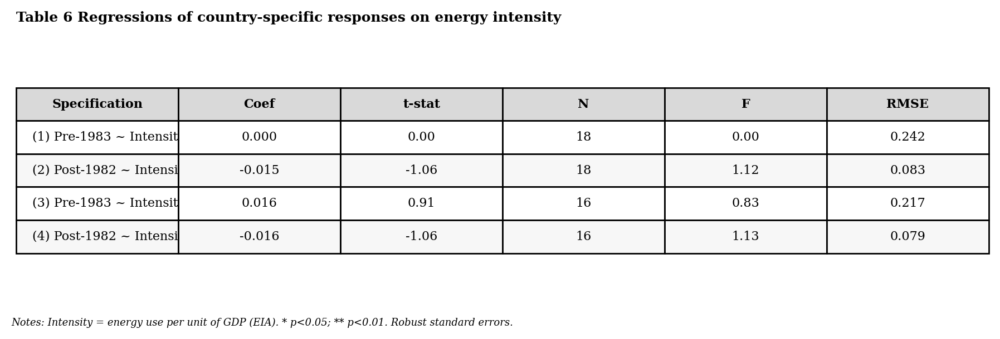 Table 6 Regressions of country-specific responses on energy intensity
Specification Coef t-stat N F RMSE
(1) Pre-1983 ~ Intensit 0.000 0.00 18 0.00 0.242
(2) Post-1982 ~ Intensi -0.015 -1.06 18 1.12 0.083
(3) Pre-1983 ~ Intensit 0.016 0.91 16 0.83 0.217
(4) Post-1982 ~ Intensi -0.016 -1.06 16 1.13 0.079
Notes: Intensity = energy use per unit of GDP (EIA). * p<0.05; ** p<0.01. Robust standard errors.